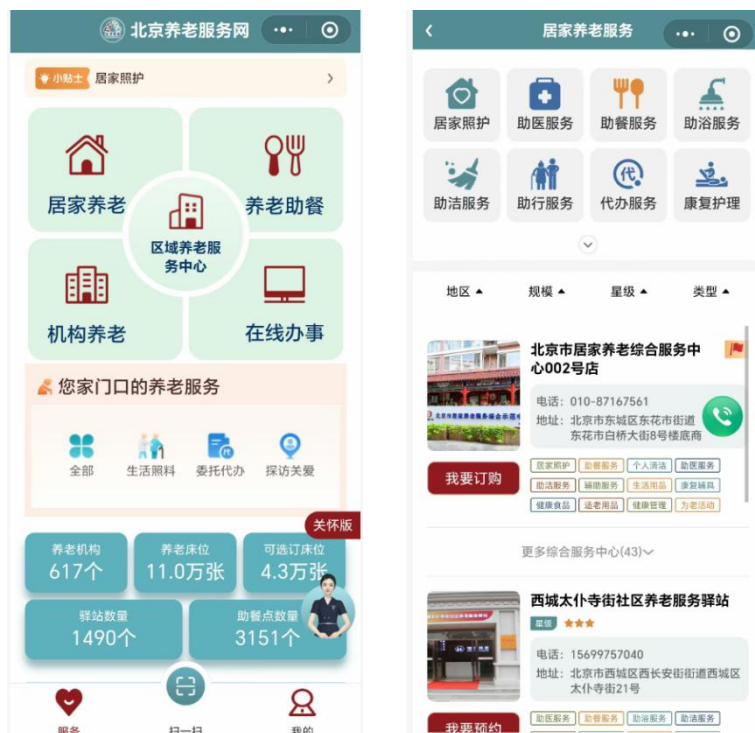 北京养老服务网
小贴士 居家照护
居家养老
养老助餐
区域养老服
务中心
机构养老
在线办事
您家门口的养老服务
全部
生活照料
委托代办
探访关爱
关怀版
养老机构
617个
养老床位
11.0万张
可选订床位
4.3万张
驿站数量
1490个
助餐点数量
3151个
服务
扫一扫
我的
居家养老服务
居家照护
助医服务
助餐服务
助浴服务
助洁服务
助行服务
代
代办服务
康复护理
地区
规模
星级
类型
北京市居家养老综合服务中
心002号店
电话：010-87167561
地址：北京市东城区东花市街道
东花市白桥大街8号楼底商
我要订购
居家照护 助餐服务 个人清洁 助医服务
助洁服务 辅助服务 生活用品 康复辅具
健康食品 适老用品 健康管理 为老活动
更多综合服务中心(43)
西城太仆寺街社区养老服务驿站
星级
电话：15699757040
地址：北京市西城区西长安街街道西城区
太仆寺街21号
我要预约
助医服务 助餐服务 助浴服务 助洁服务